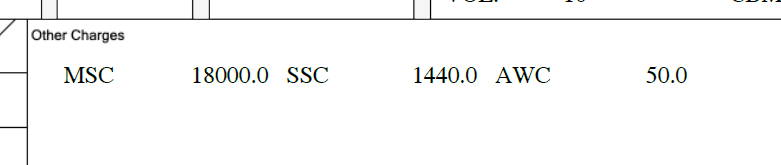 Other Charges
MSC 18000.0 SSC 1440.0 AWC 50.0